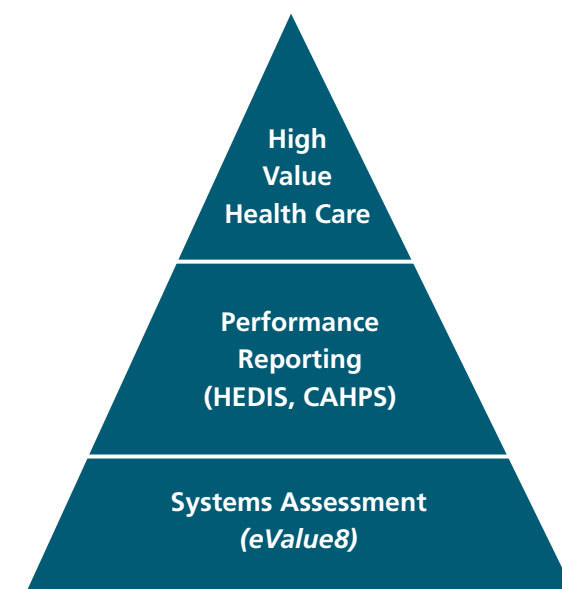 High
Value
Health Care
Performance
Reporting
(HEDIS, CAHPS)
Systems Assessment
(eValue8)